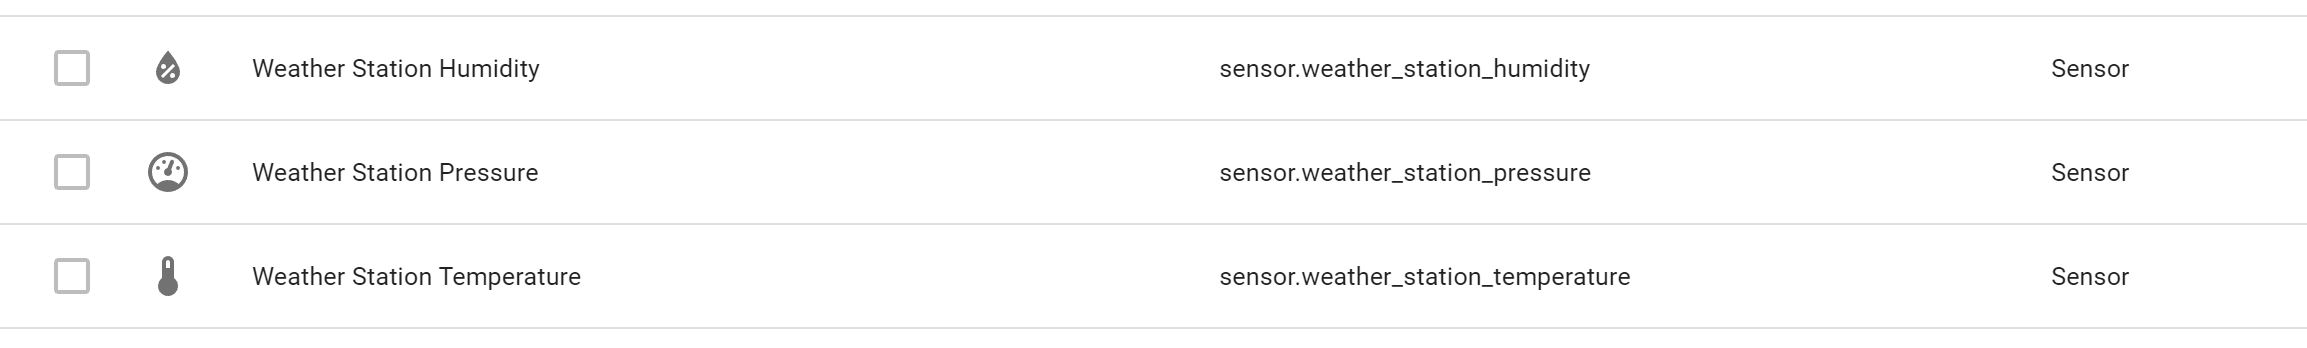 Weather Station Humidity sensor.weather_station_humidity Sensor
Weather Station Pressure sensor.weather_station_pressure Sensor
Weather Station Temperature sensor.weather_station_temperature Sensor